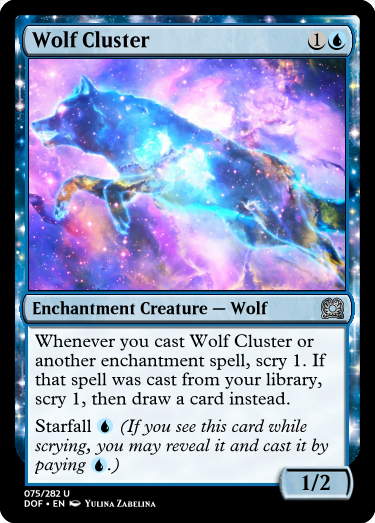 Wolf Cluster 1
Enchantment Creature — Wolf
Whenever you cast Wolf Cluster or
another enchantment spell, scry 1. If
that spell was cast from your library,
scry 1, then draw a card instead.
Starfall (If you see this card while
scrying, you may reveal it and cast it by
paying .)
1/2
075/282 U
DOF • EN Yulina Zabelina